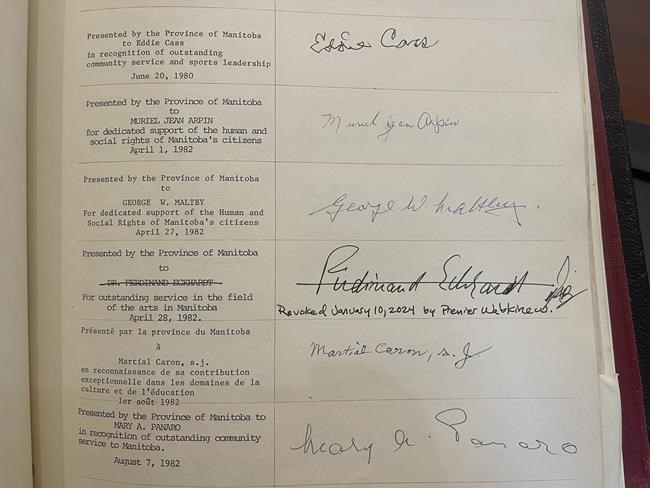 Presented by the Province of Manitoba
to Eddie Cass
in recognition of outstanding
community service and sports leadership
June 20, 1980
Eddie Cass
Presented by the Province of Manitoba
to
MURIEL JEAN ARPIN
for dedicated support of the human and
social rights of Manitoba's citizens
April 1, 1982
Muriel Jean Arpin
Presented by the Province of Manitoba
to
GEORGE W. MALTBY
For dedicated support of the Human and
Social Rights of Manitoba's citizens
April 27, 1982
George W Maltby.
Presented by the Province of Manitoba
to
DR. FERDINAND ECKHARDT
For outstanding service in the field
of the arts in Manitoba
April 28, 1982.
Ferdinand Eckhardt
Revoked January 10, 2024 by Premier Wab Kinew.
Présenté par la province du Manitoba
à
Martial Caron, s.j.
en reconnaissance de sa contribution
exceptionnelle dans les domaines de la
culture et de l'éducation
1er août 1982
Martial Caron, s.j.
Presented by the Province of Manitoba to
MARY A. PANARO
in recognition of outstanding community
service to Manitoba.
August 7, 1982
Mary A. Panaro